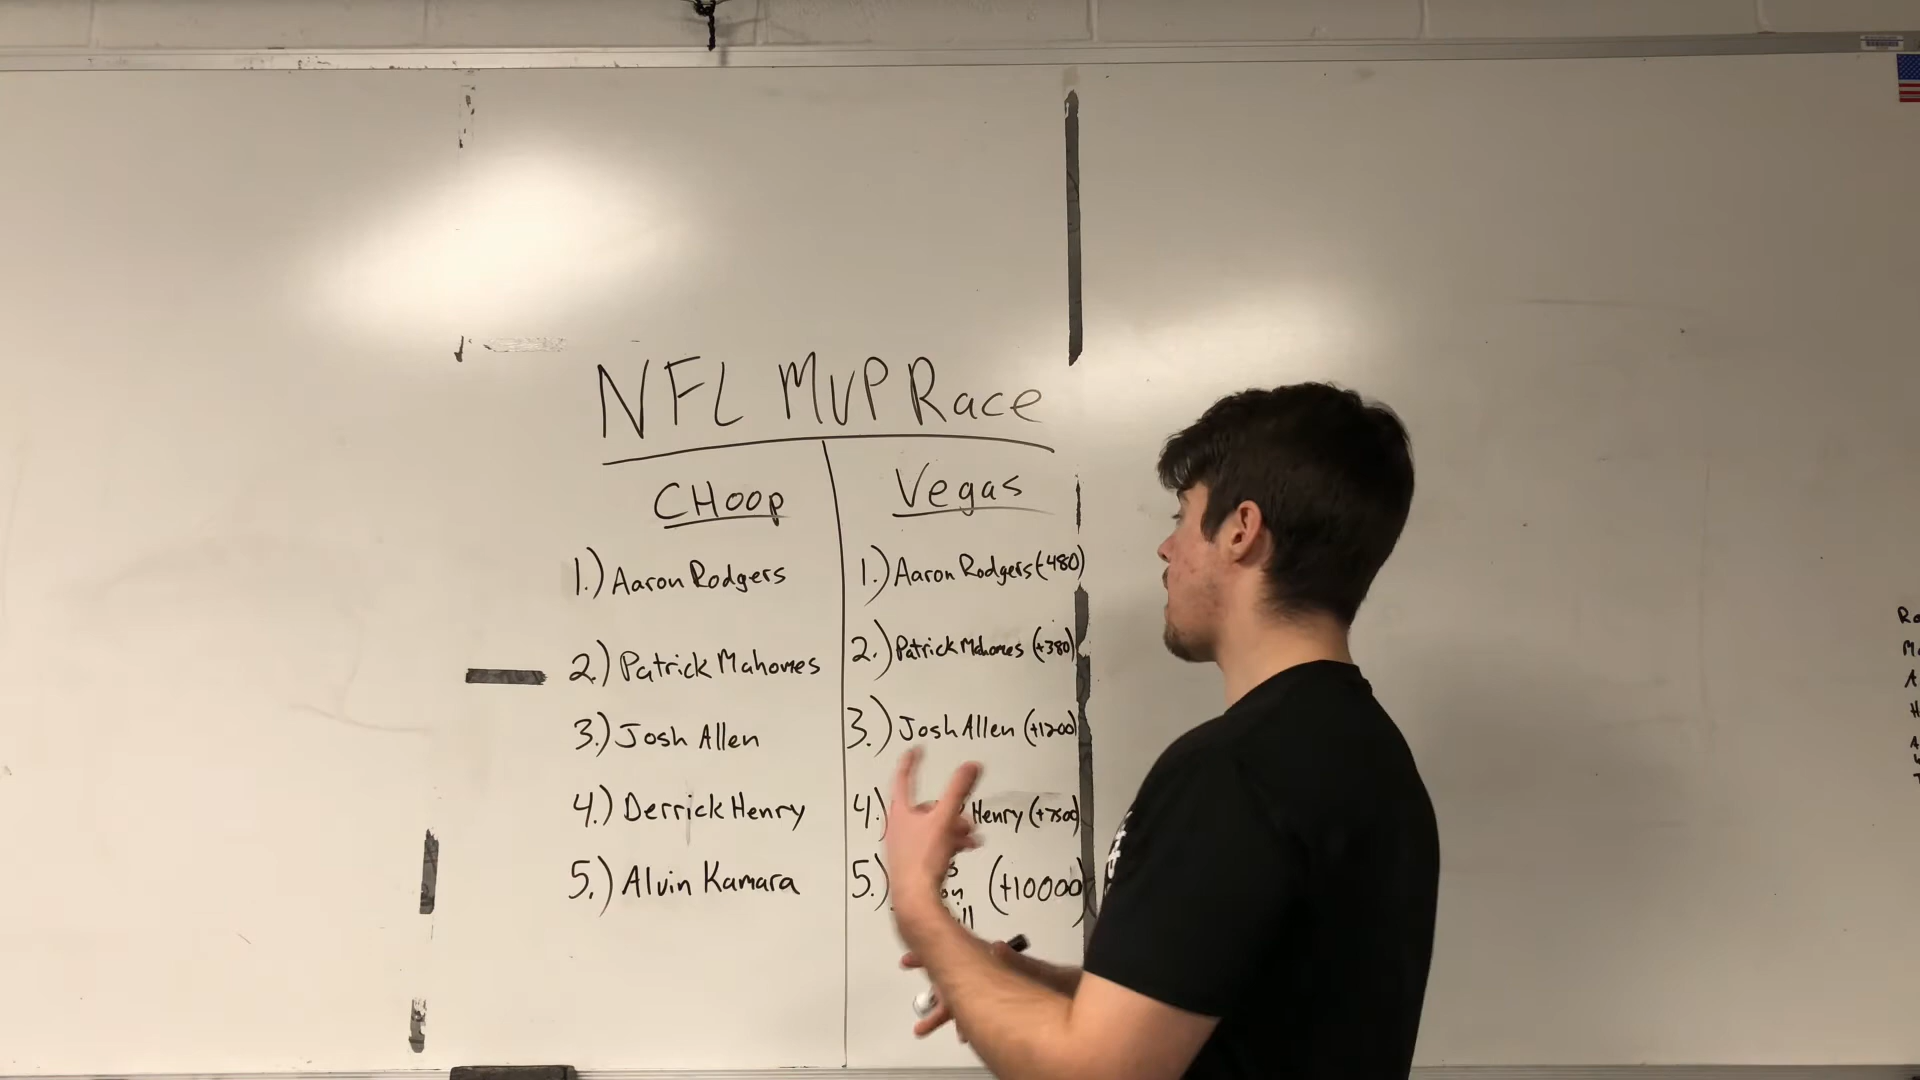 NFL MVP Race
CHoop
1.) Aaron Rodgers
2.) Patrick Mahomes
3.) Josh Allen
4.) Derrick Henry
5.) Alvin Kamara
Vegas
1.) Aaron Rodgers (-480)
2.) Patrick Mahomes (+380)
3.) Josh Allen (+1200)
4.) Henry (+7500)
5.) (+10000)